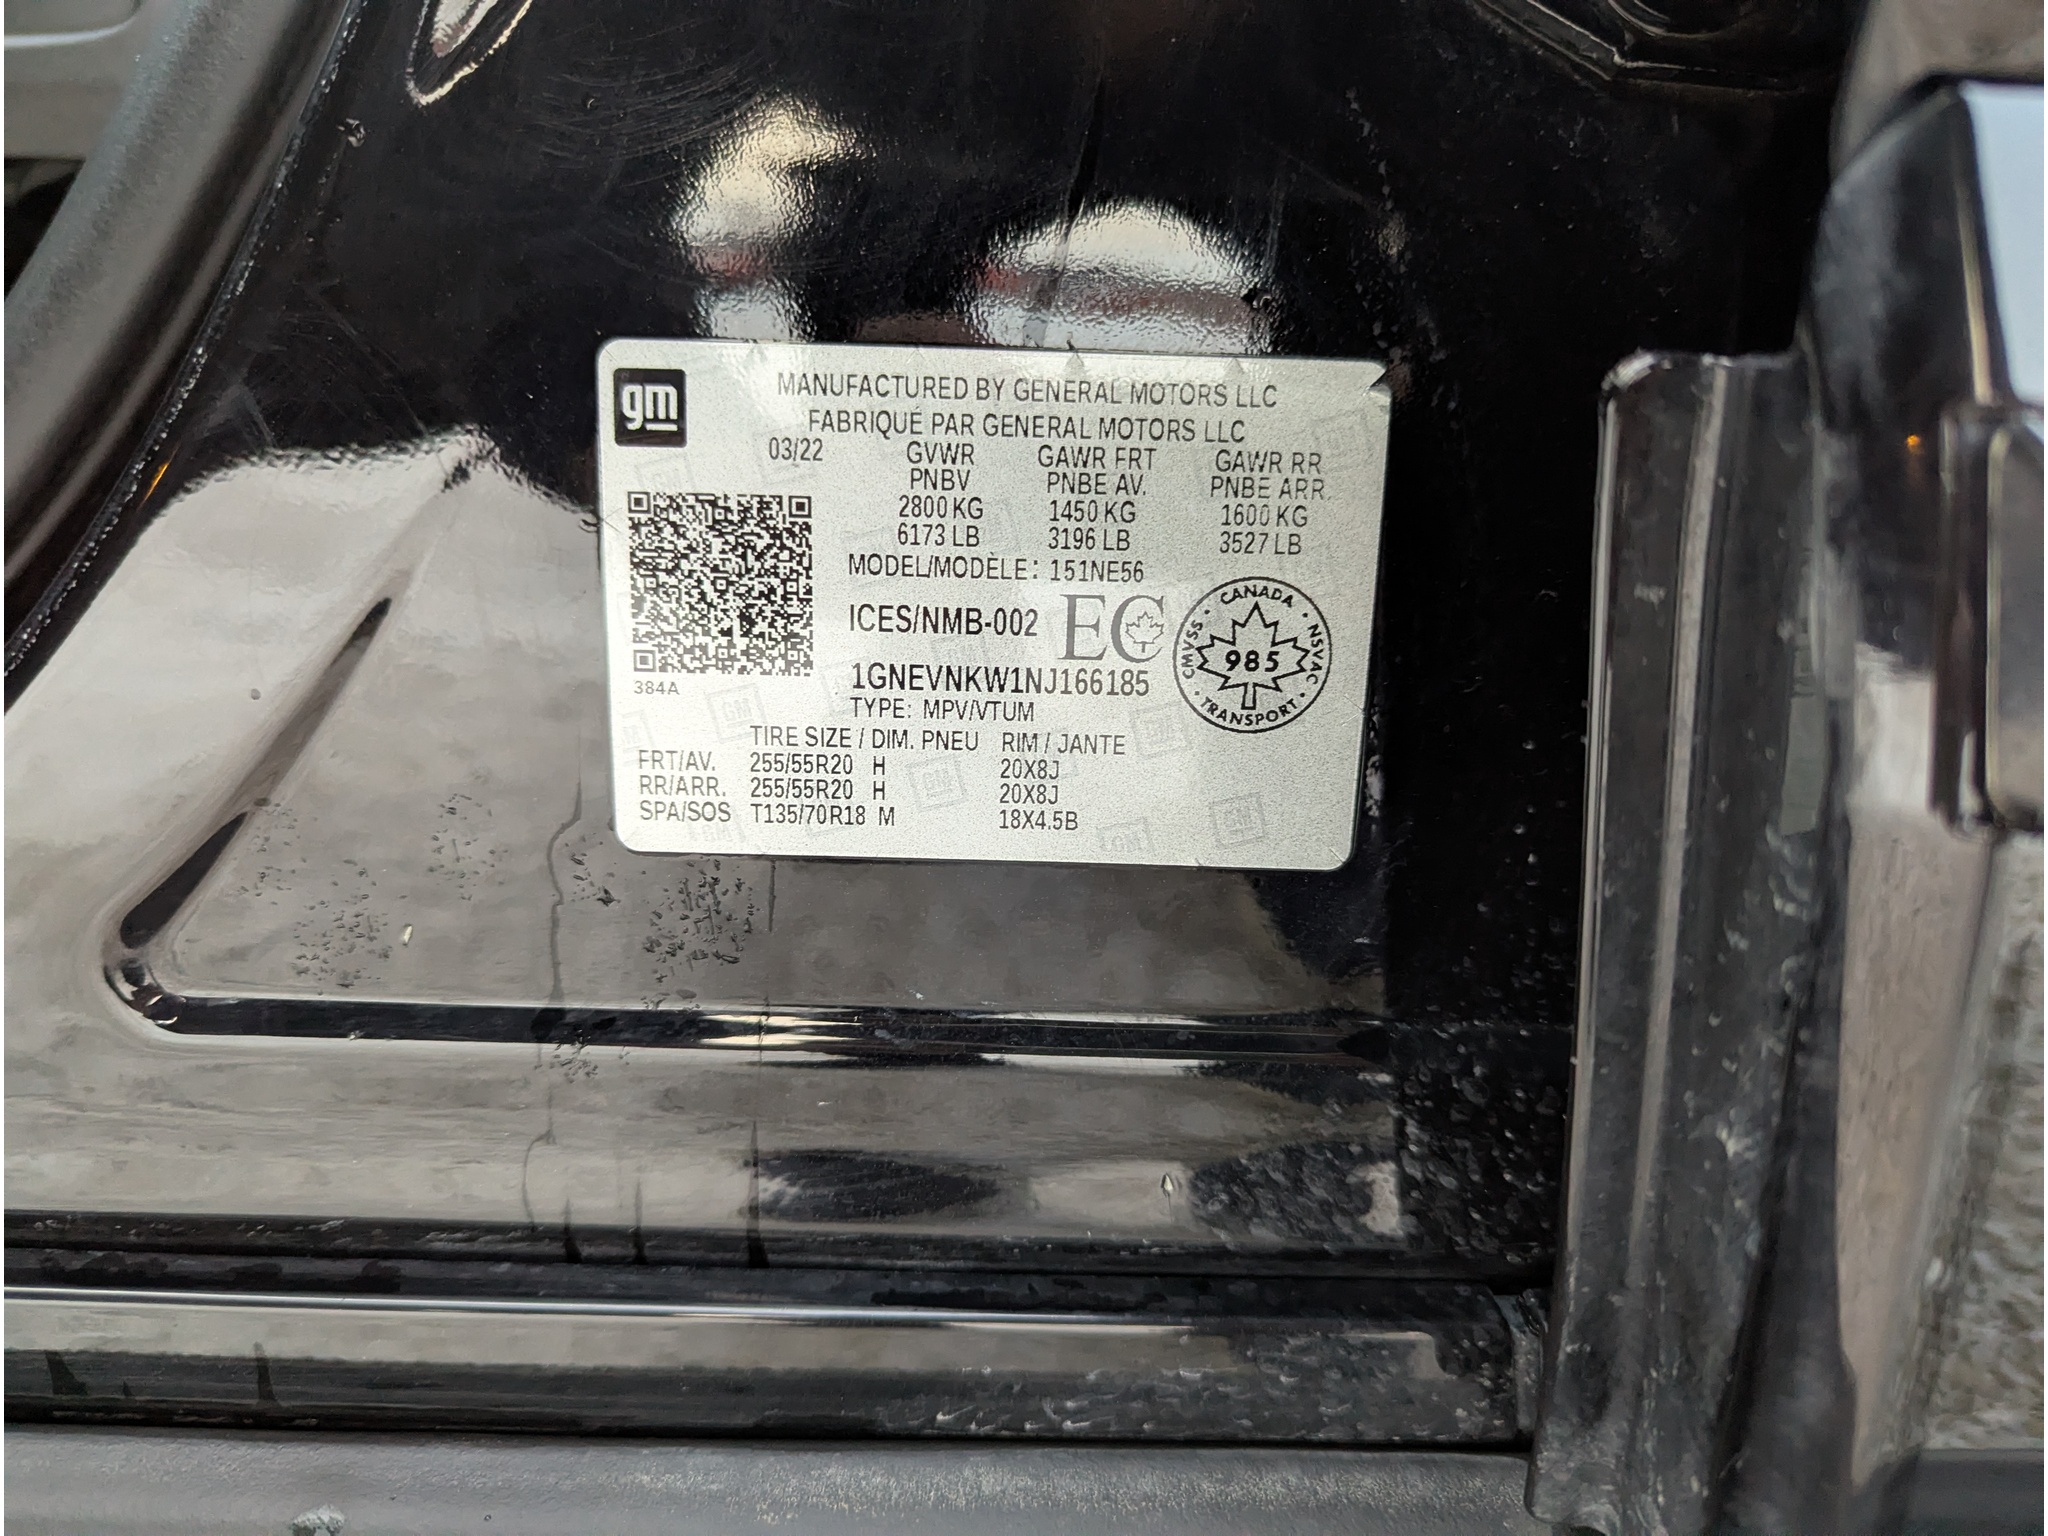 gm
MANUFACTURED BY GENERAL MOTORS LLC
FABRIQUÉ PAR GENERAL MOTORS LLC
03/22 GVWR GAWR FRT GAWR RR
PNBV PNBE AV. PNBE ARR.
2800 KG 1450 KG 1600 KG
6173 LB 3196 LB 3527 LB
MODEL/MODÈLE: 151NE56
ICES/NMB-002 EC
CANADA · NSVAC · TRANSPORT · CMVSS ·
985
1GNEVNKW1NJ166185
384A
TYPE: MPV/VTUM
TIRE SIZE / DIM. PNEU RIM / JANTE
FRT/AV. 255/55R20 H 20X8J
RR/ARR. 255/55R20 H 20X8J
SPA/SOS T135/70R18 M 18X4.5B